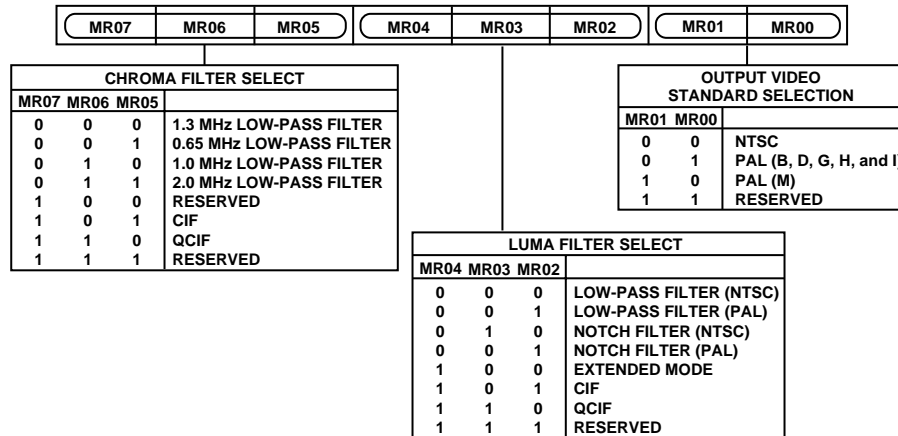 MR07 MR06 MR05 MR04 MR03 MR02 MR01 MR00
CHROMA FILTER SELECT
MR07 MR06 MR05
0 0 0 1.3 MHz LOW-PASS FILTER
0 0 1 0.65 MHz LOW-PASS FILTER
0 1 0 1.0 MHz LOW-PASS FILTER
0 1 1 2.0 MHz LOW-PASS FILTER
1 0 0 RESERVED
1 0 1 CIF
1 1 0 QCIF
1 1 1 RESERVED
OUTPUT VIDEO
STANDARD SELECTION
MR01 MR00
0 0 NTSC
0 1 PAL (B, D, G, H, and I)
1 0 PAL (M)
1 1 RESERVED
LUMA FILTER SELECT
MR04 MR03 MR02
0 0 0 LOW-PASS FILTER (NTSC)
0 0 1 LOW-PASS FILTER (PAL)
0 1 0 NOTCH FILTER (NTSC)
0 0 1 NOTCH FILTER (PAL)
1 0 0 EXTENDED MODE
1 0 1 CIF
1 1 0 QCIF
1 1 1 RESERVED